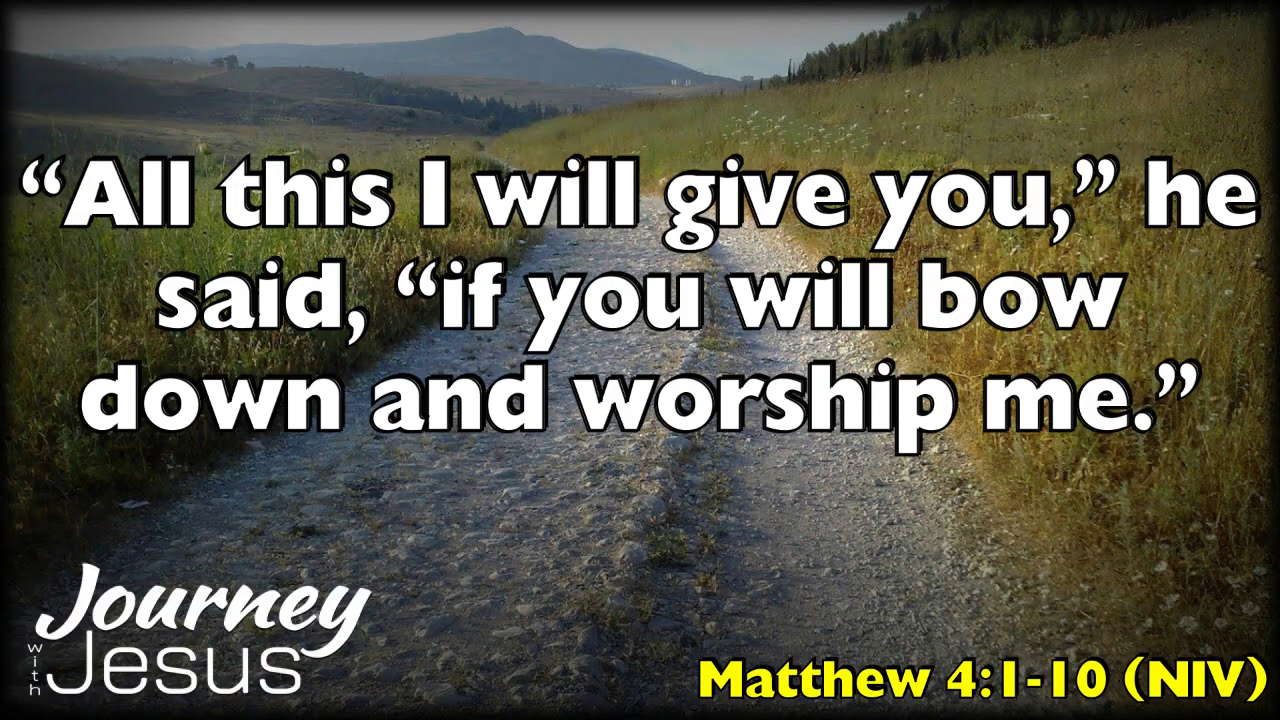 “All this I will give you,” he
said, “if you will bow
down and worship me.”
Journey
with
Jesus
Matthew 4:1-10 (NIV)